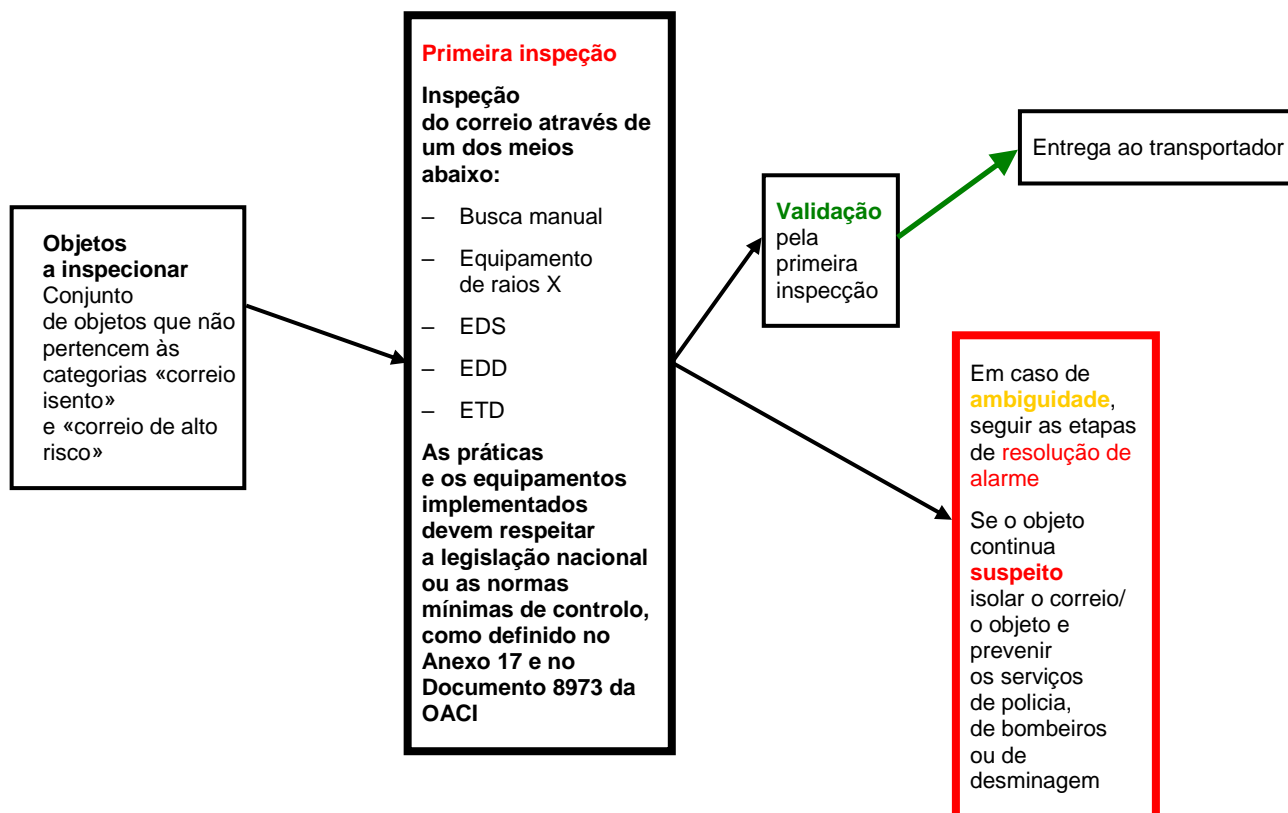 Objetos
a inspecionar
Conjunto
de objetos que não
pertencem às
categorias «correio
isento»
e «correio de alto
risco»
Primeira inspeção
Inspeção
do correio através de
um dos meios
abaixo:
– Busca manual
– Equipamento
de raios X
– EDS
– EDD
– ETD
As práticas
e os equipamentos
implementados
devem respeitar
a legislação nacional
ou as normas
mínimas de controlo,
como definido no
Anexo 17 e no
Documento 8973 da
OACI
Validação
pela
primeira
inspecção
Entrega ao transportador
Em caso de
ambiguidade,
seguir as etapas
de resolução de
alarme
Se o objeto
continua
suspeito
isolar o correio/
o objeto e
prevenir
os serviços
de policia,
de bombeiros
ou de
desminagem